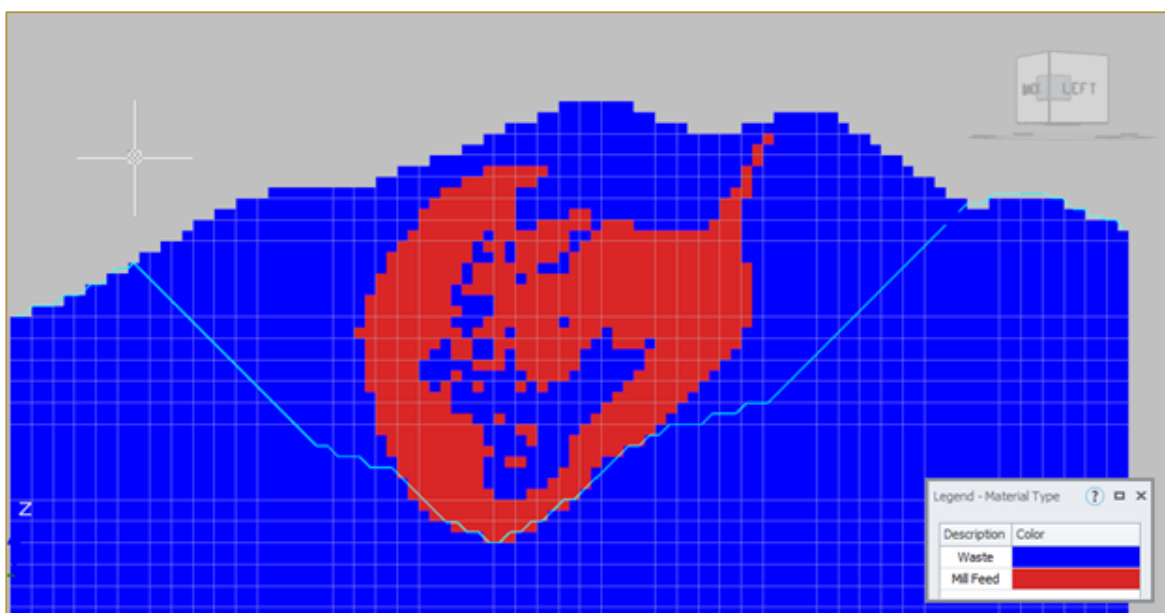 LEFT
Z
Legend - Material Type
?
Description Color
Waste
Mill Feed